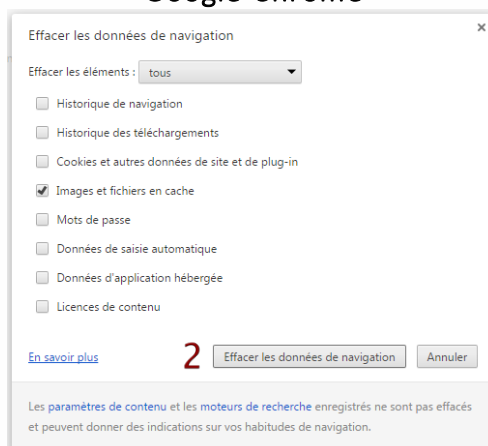 Google Chrome
Effacer les données de navigation
Effacer les éléments : tous
Historique de navigation
Historique des téléchargements
Cookies et autres données de site et de plug-in
Images et fichiers en cache
Mots de passe
Données de saisie automatique
Données d'application hébergée
Licences de contenu
En savoir plus 2 Effacer les données de navigation Annuler
Les paramètres de contenu et les moteurs de recherche enregistrés ne sont pas effacés
et peuvent donner des indications sur vos habitudes de navigation.